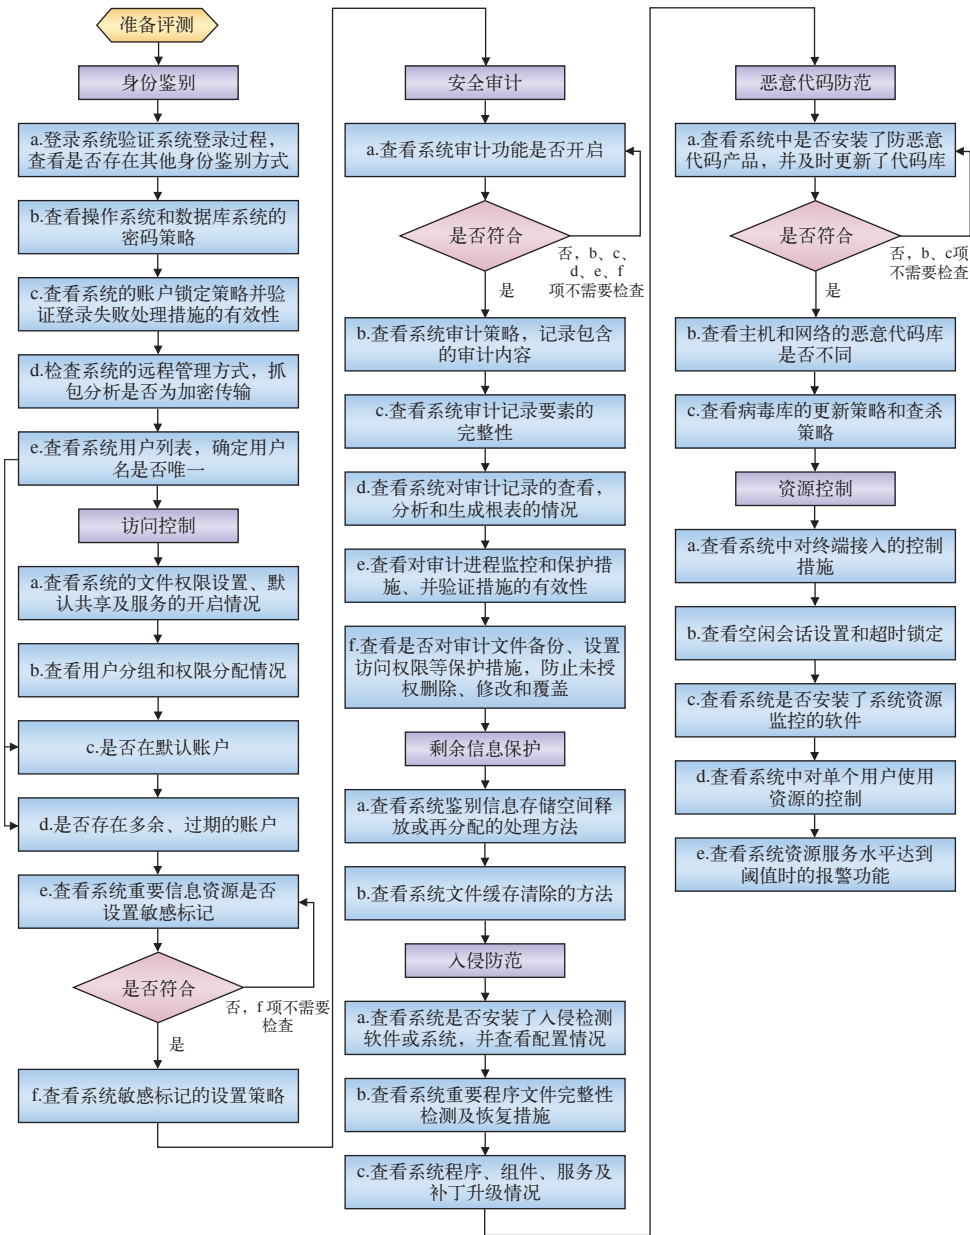 准备评测
身份鉴别
a.登录系统验证系统登录过程，
查看是否存在其他身份鉴别方式
b.查看操作系统和数据库系统的
密码策略
c.查看系统的账户锁定策略并验
证登录失败处理措施的有效性
d.检查系统的远程管理方式，抓
包分析是否为加密传输
e.查看系统用户列表，确定用户
名是否唯一
访问控制
a.查看系统的文件权限设置、默
认共享及服务的开启情况
b.查看用户分组和权限分配情况
c.是否在默认账户
d.是否存在多余、过期的账户
e.查看系统重要信息资源是否
设置敏感标记
是否符合
否，f 项不需要
检查
是
f.查看系统敏感标记的设置策略
安全审计
a.查看系统审计功能是否开启
是否符合
否，b、c、
d、e、f
项不需要检查
是
b.查看系统审计策略，记录包含
的审计内容
c.查看系统审计记录要素的
完整性
d.查看系统对审计记录的查看，
分析和生成根表的情况
e.查看对审计进程监控和保护措
施、并验证措施的有效性
f.查看是否对审计文件备份、设置
访问权限等保护措施，防止未授
权删除、修改和覆盖
剩余信息保护
a.查看系统鉴别信息存储空间释
放或再分配的处理方法
b.查看系统文件缓存清除的方法
入侵防范
a.查看系统是否安装了入侵检测
软件或系统，并查看配置情况
b.查看系统重要程序文件完整性
检测及恢复措施
c.查看系统程序、组件、服务及
补丁升级情况
恶意代码防范
a.查看系统中是否安装了防恶意
代码产品，并及时更新了代码库
是否符合
否，b、c项
不需要检查
是
b.查看主机和网络的恶意代码库
是否不同
c.查看病毒库的更新策略和查杀
策略
资源控制
a.查看系统中对终端接入的控制
措施
b.查看空闲会话设置和超时锁定
c.查看系统是否安装了系统资源
监控的软件
d.查看系统中对单个用户使用
资源的控制
e.查看系统资源服务水平达到
阈值时的报警功能